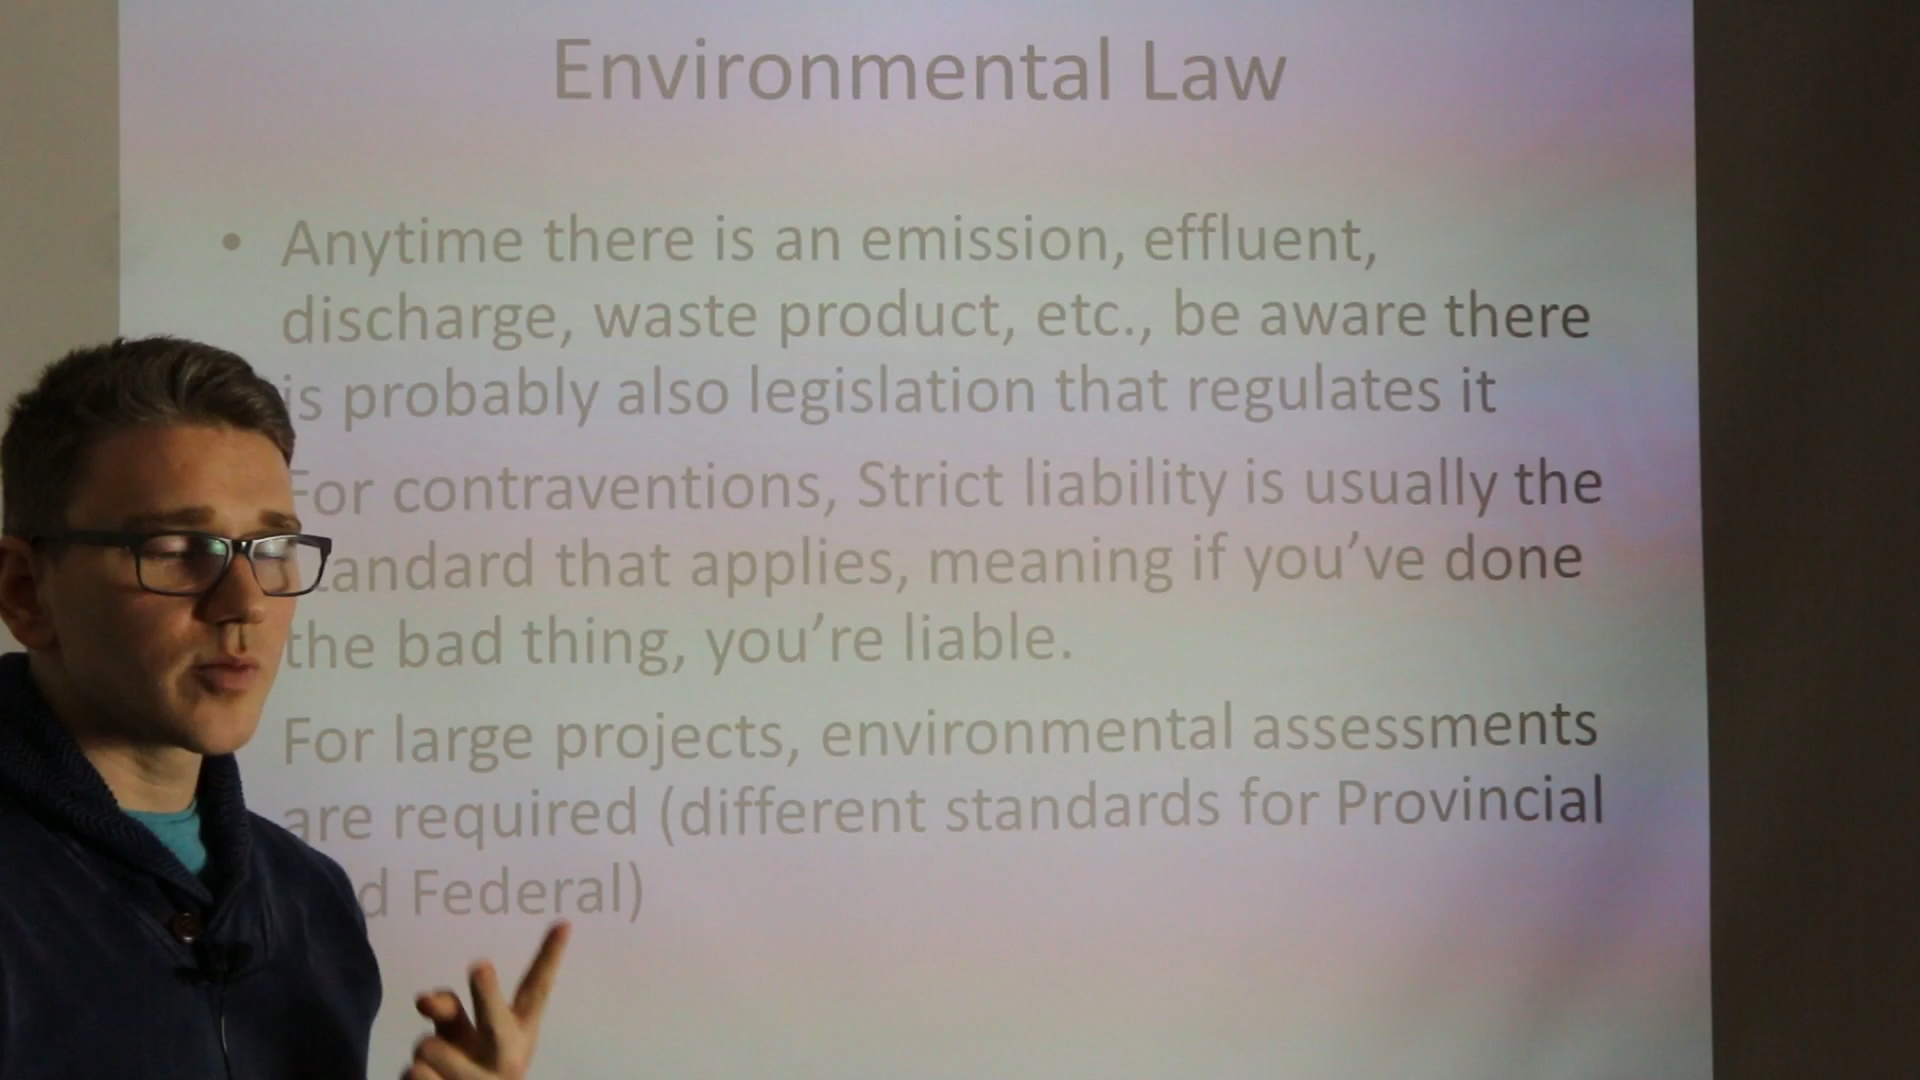 Environmental Law
• Anytime there is an emission, effluent,
discharge, waste product, etc., be aware there
is probably also legislation that regulates it
For contraventions, Strict liability is usually the
standard that applies, meaning if you've done
the bad thing, you're liable.
For large projects, environmental assessments
are required (different standards for Provincial
Federal)